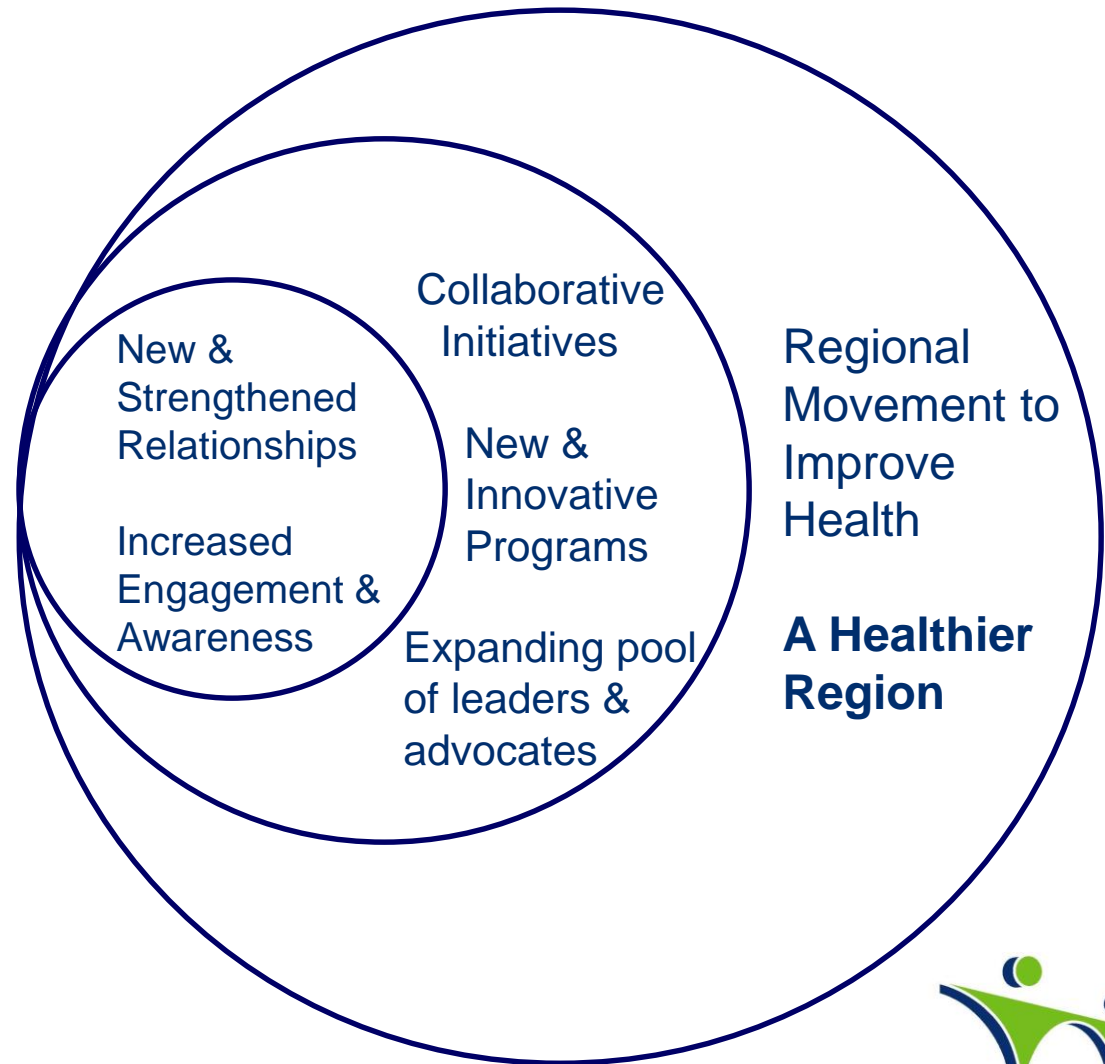 New &
Strengthened
Relationships
Increased
Engagement &
Awareness
Collaborative
Initiatives
New &
Innovative
Programs
Expanding pool
of leaders &
advocates
Regional
Movement to
Improve
Health
A Healthier
Region